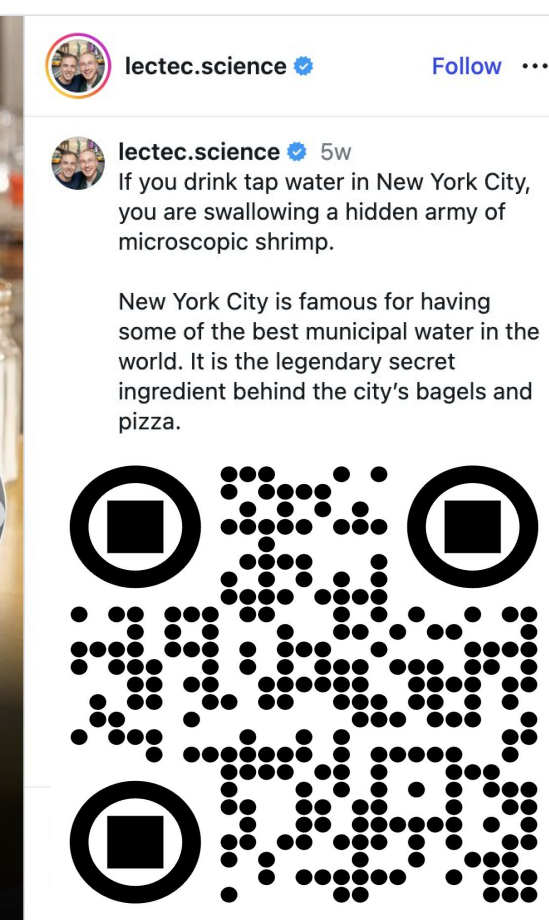 lectec.science
Follow
lectec.science 5w
If you drink tap water in New York City,
you are swallowing a hidden army of
microscopic shrimp.
New York City is famous for having
some of the best municipal water in the
world. It is the legendary secret
ingredient behind the city’s bagels and
pizza.